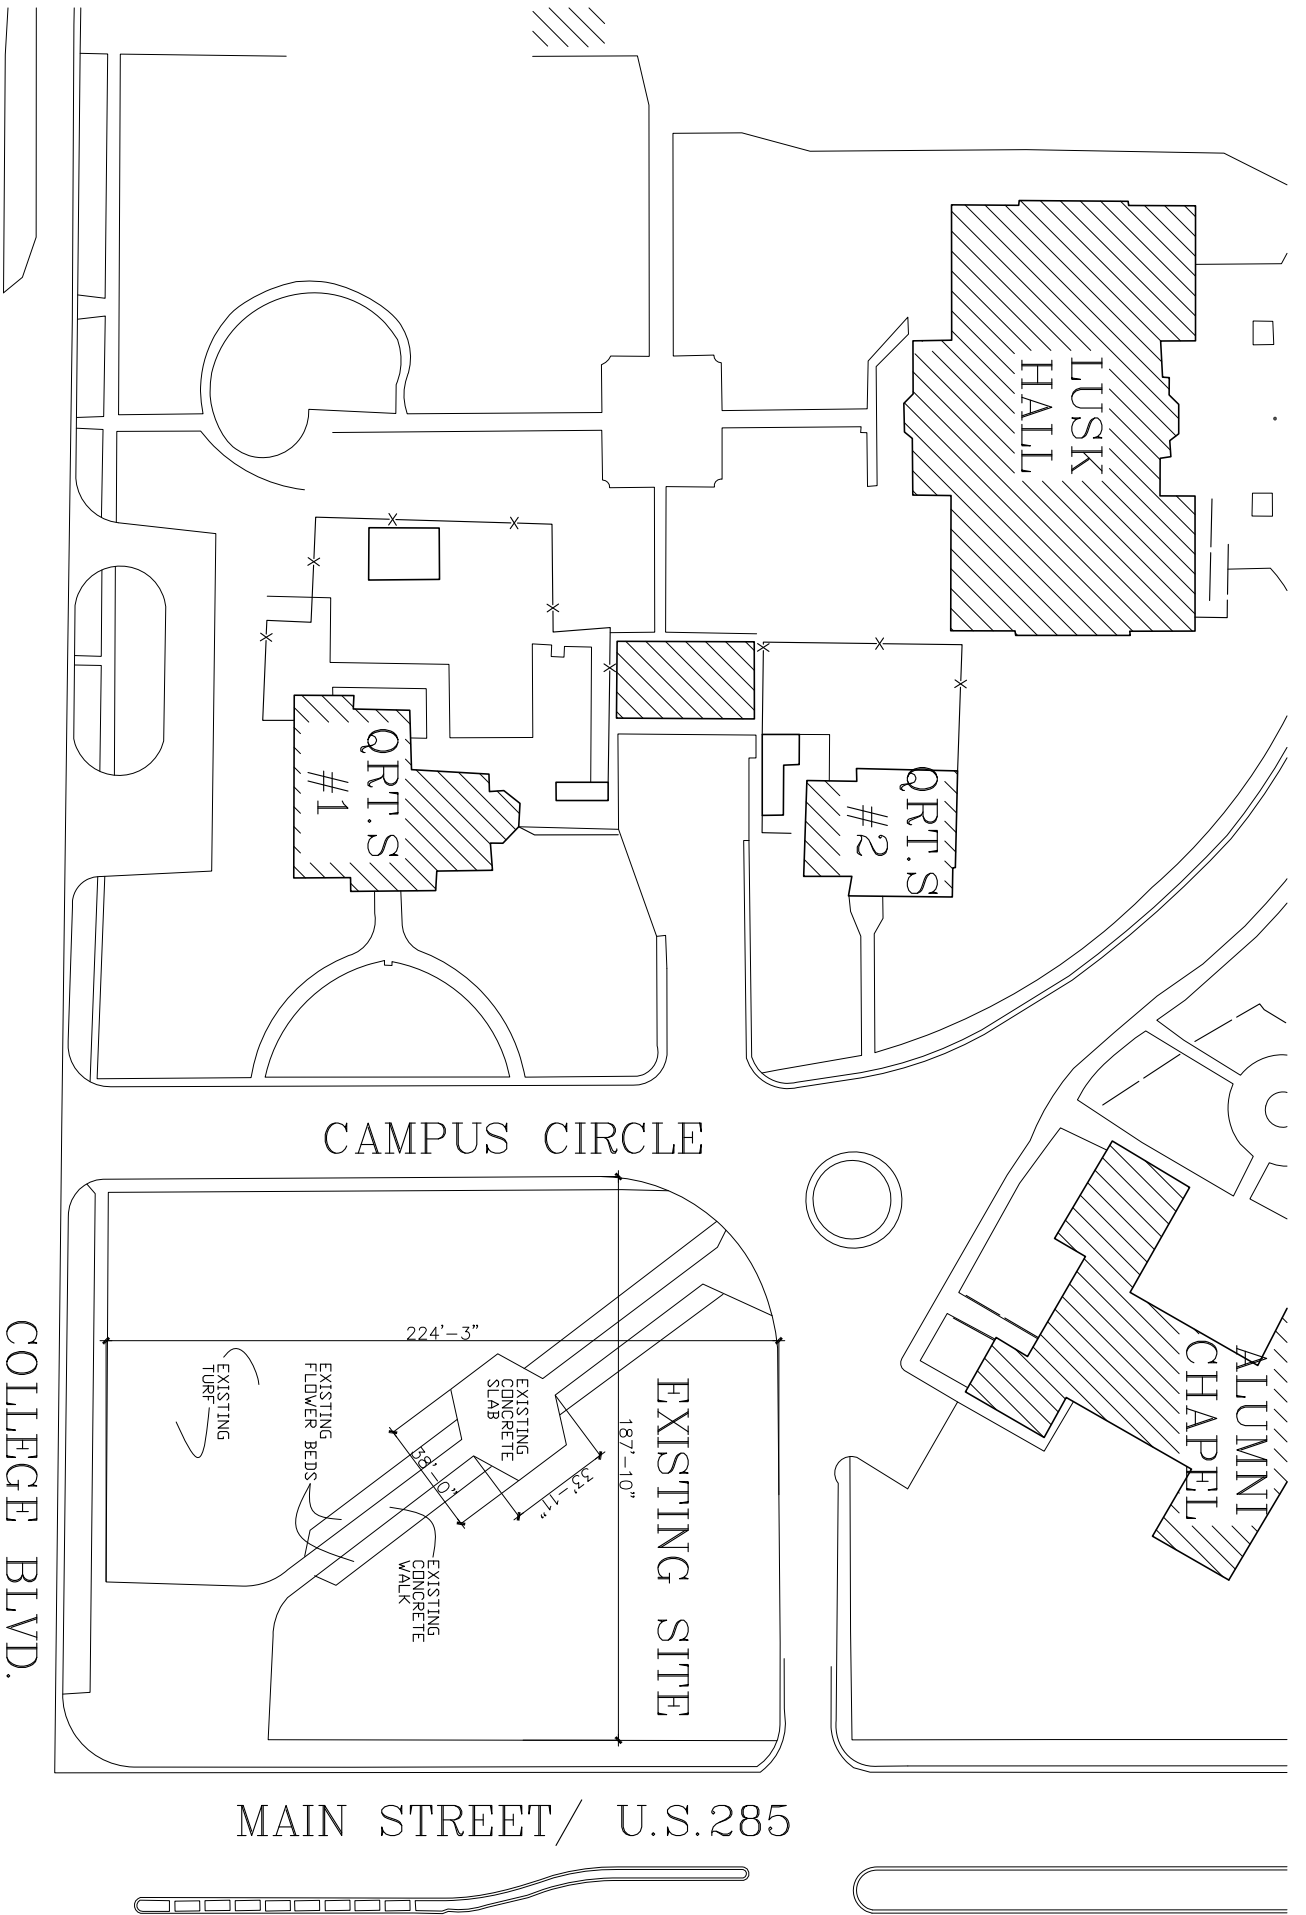 LUSK
HALL
QRT.S
#1
QRT.S
#2
CAMPUS CIRCLE
ALUMNI
CHAPEL
224'-3"
187'-10"
EXISTING SITE
EXISTING
CONCRETE
SLAB
33'-11"
38'-0"
EXISTING
TURF
EXISTING
FLOWER BEDS
EXISTING
CONCRETE
WALK
COLLEGE BLVD.
MAIN STREET/ U.S.285